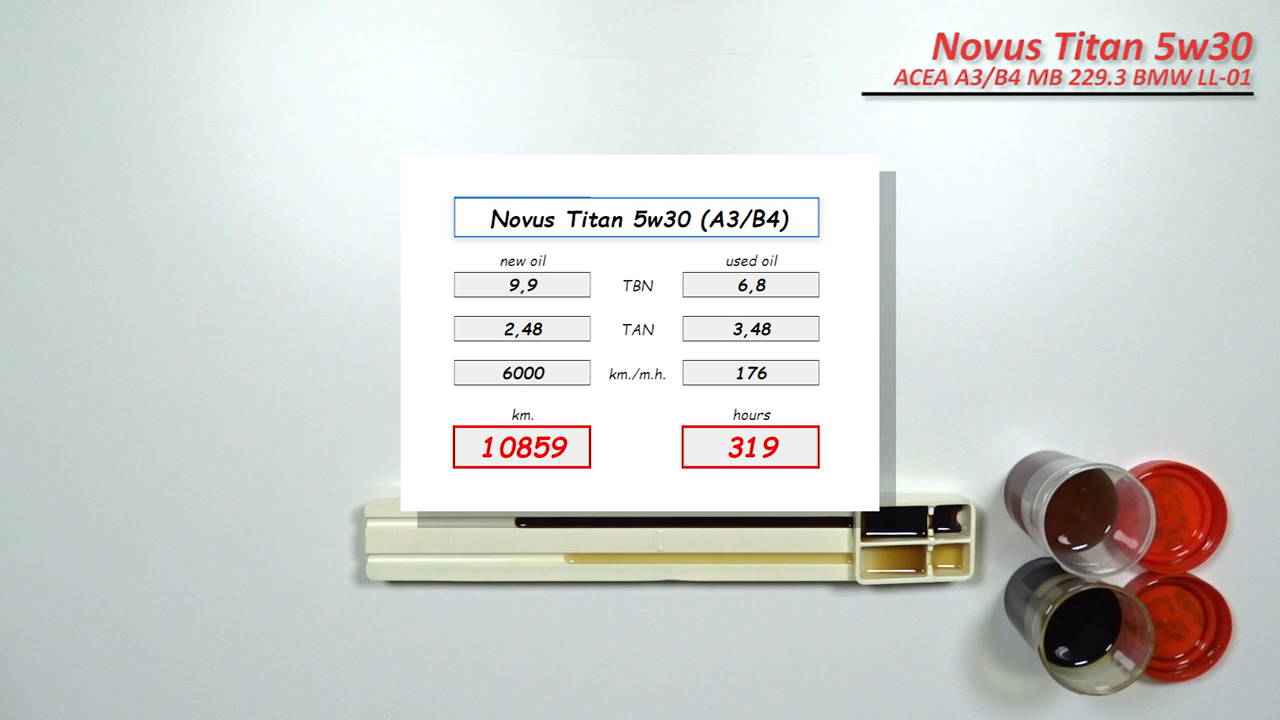 Novus Titan 5w30
ACEA A3/B4 MB 229.3 BMW LL-01
Novus Titan 5w30 (A3/B4)
new oil used oil
9,9 TBN 6,8
2,48 TAN 3,48
6000 km./m.h. 176
km. hours
10859 319